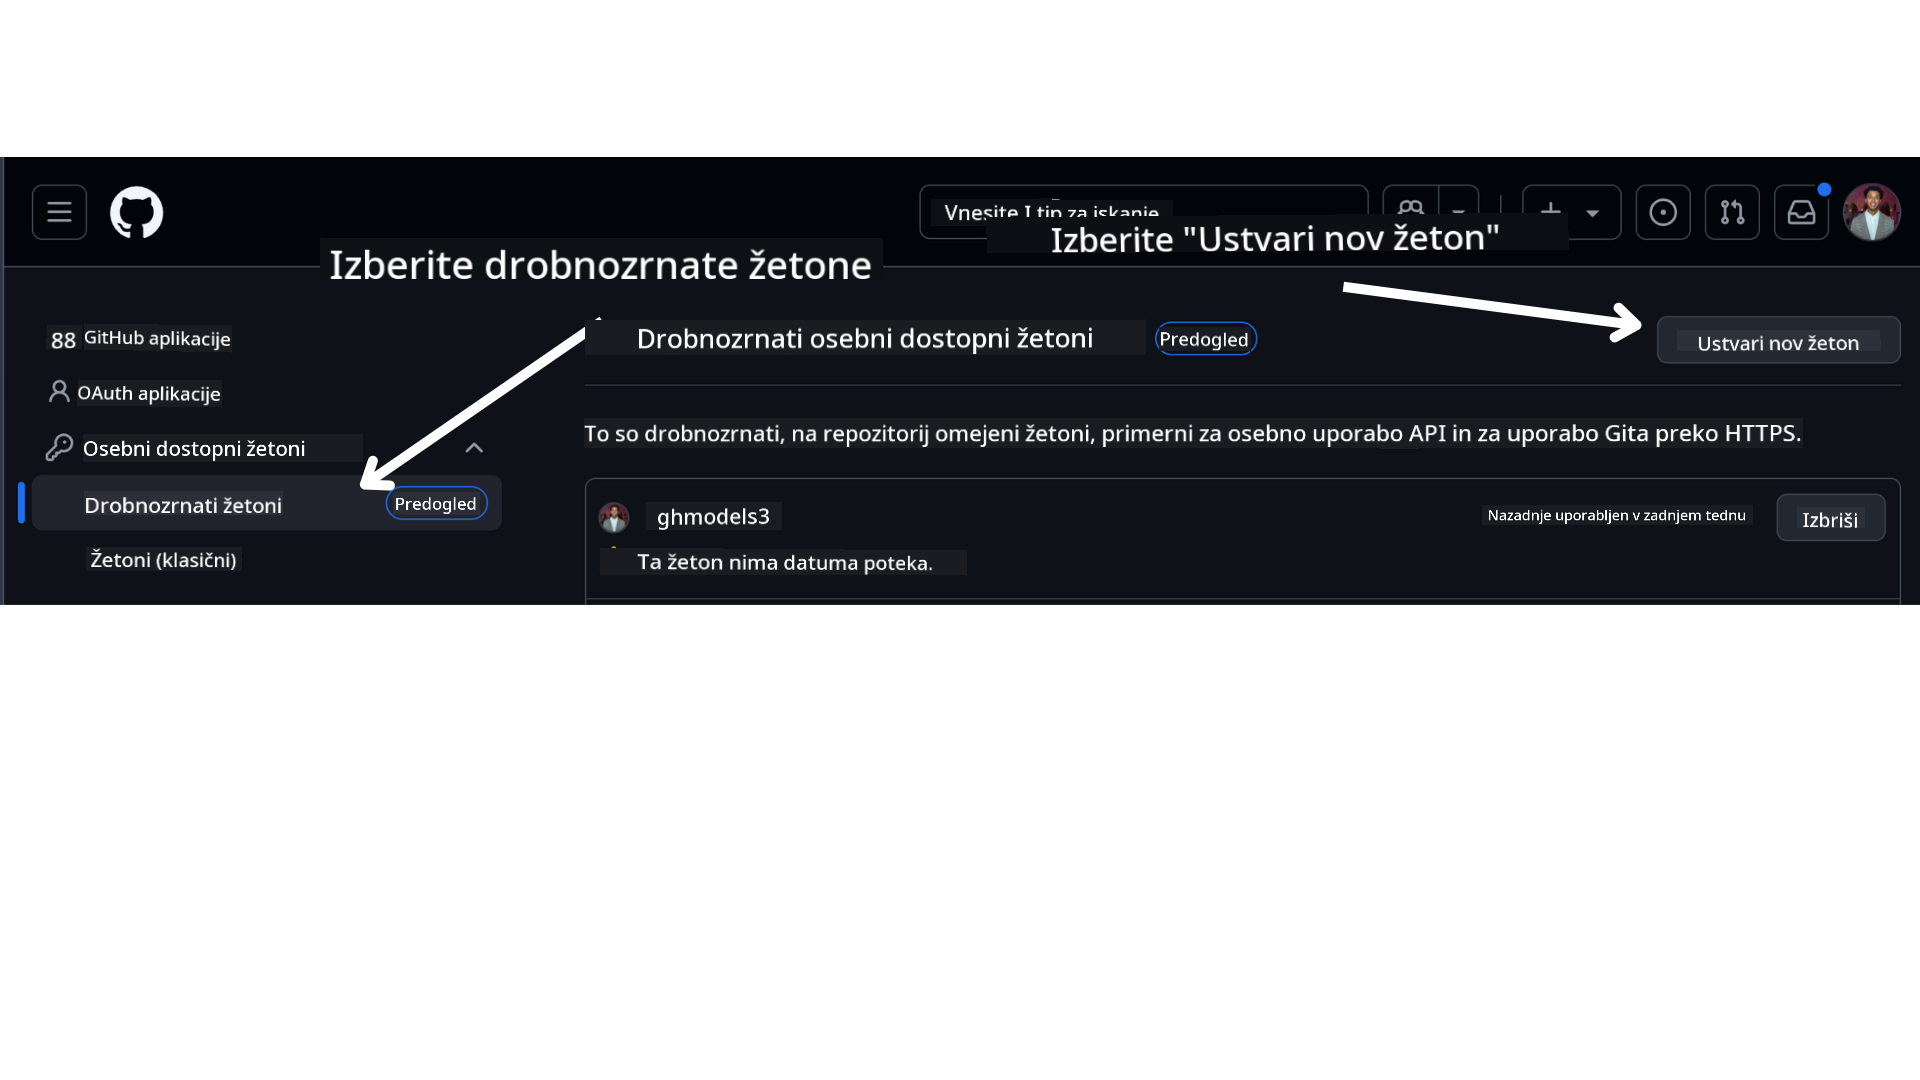 Vnesite I tip za iskanje
Izberite "Ustvari nov žeton"
Izberite drobnozrnate žetone
88 GitHub aplikacije
OAuth aplikacije
Osebni dostopni žetoni
Drobnozrnati žetoni Predogled
Žetoni (klasični)
Drobnozrnati osebni dostopni žetoni Predogled
Ustvari nov žeton
To so drobnozrnati, na repozitorij omejeni žetoni, primerni za osebno uporabo API in za uporabo Gita preko HTTPS.
ghmodels3
Nazadnje uporabljen v zadnjem tednu
Izbriši
Ta žeton nima datuma poteka.